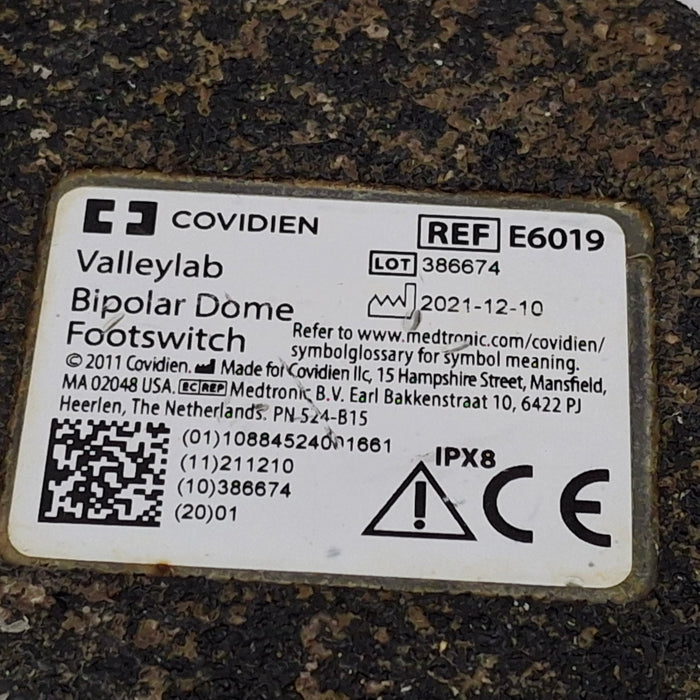 COVIDIEN
REF E6019
Valleylab
LOT 386674
Bipolar Dome
2021-12-10
Footswitch
Refer to www.medtronic.com/covidien/
symbolglossary for symbol meaning.
© 2011 Covidien. Made for Covidien llc, 15 Hampshire Street, Mansfield,
MA 02048 USA. EC REP Medtronic B.V. Earl Bakkenstraat 10, 6422 PJ
Heerlen, The Netherlands. PN 524-B15
(01)10884524001661
(11)211210
(10)386674
(20)01
IPX8
CE